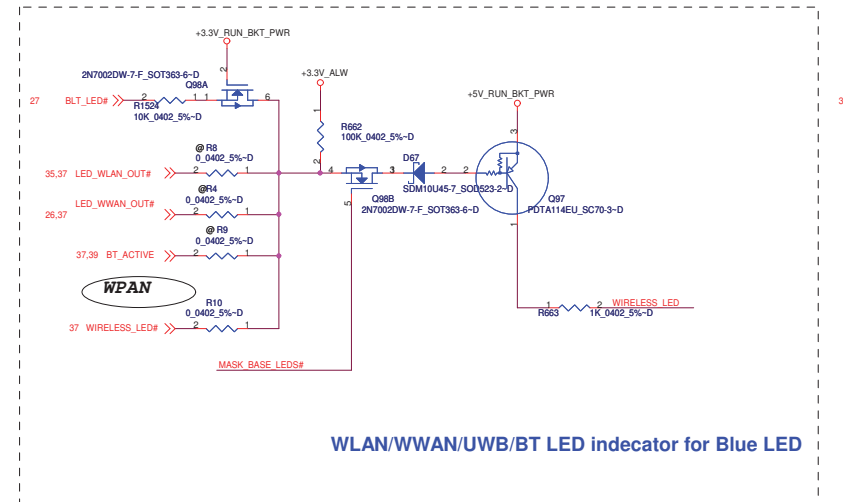 +3.3V_RUN_BKT_PWR
2N7002DW-7-F_SOT363-6~D
Q98A
2
+3.3V_ALW
+5V_RUN_BKT_PWR
27 BLT_LED# 2 1 1 6
R1524
10K_0402_5%~D
1
R662
100K_0402_5%~D
2
3
3
@ R8
0_0402_5%~D
35,37 LED_WLAN_OUT# 2 1
4 3 3
D67
2 2
SDM10U45-7_SOD523-2~D
Q98B
2N7002DW-7-F_SOT363-6~D
5
Q97
PDTA114EU_SC70-3~D
1
@R4
0_0402_5%~D
LED_WWAN_OUT#
26,37 2 1
@ R9
0_0402_5%~D
37,39 BT_ACTIVE 2 1
WPAN
R10
0_0402_5%~D
37 WIRELESS_LED# 2 1
1 2 WIRELESS_LED
R663 1K_0402_5%~D
MASK_BASE_LEDS#
WLAN/WWAN/UWB/BT LED indecator for Blue LED